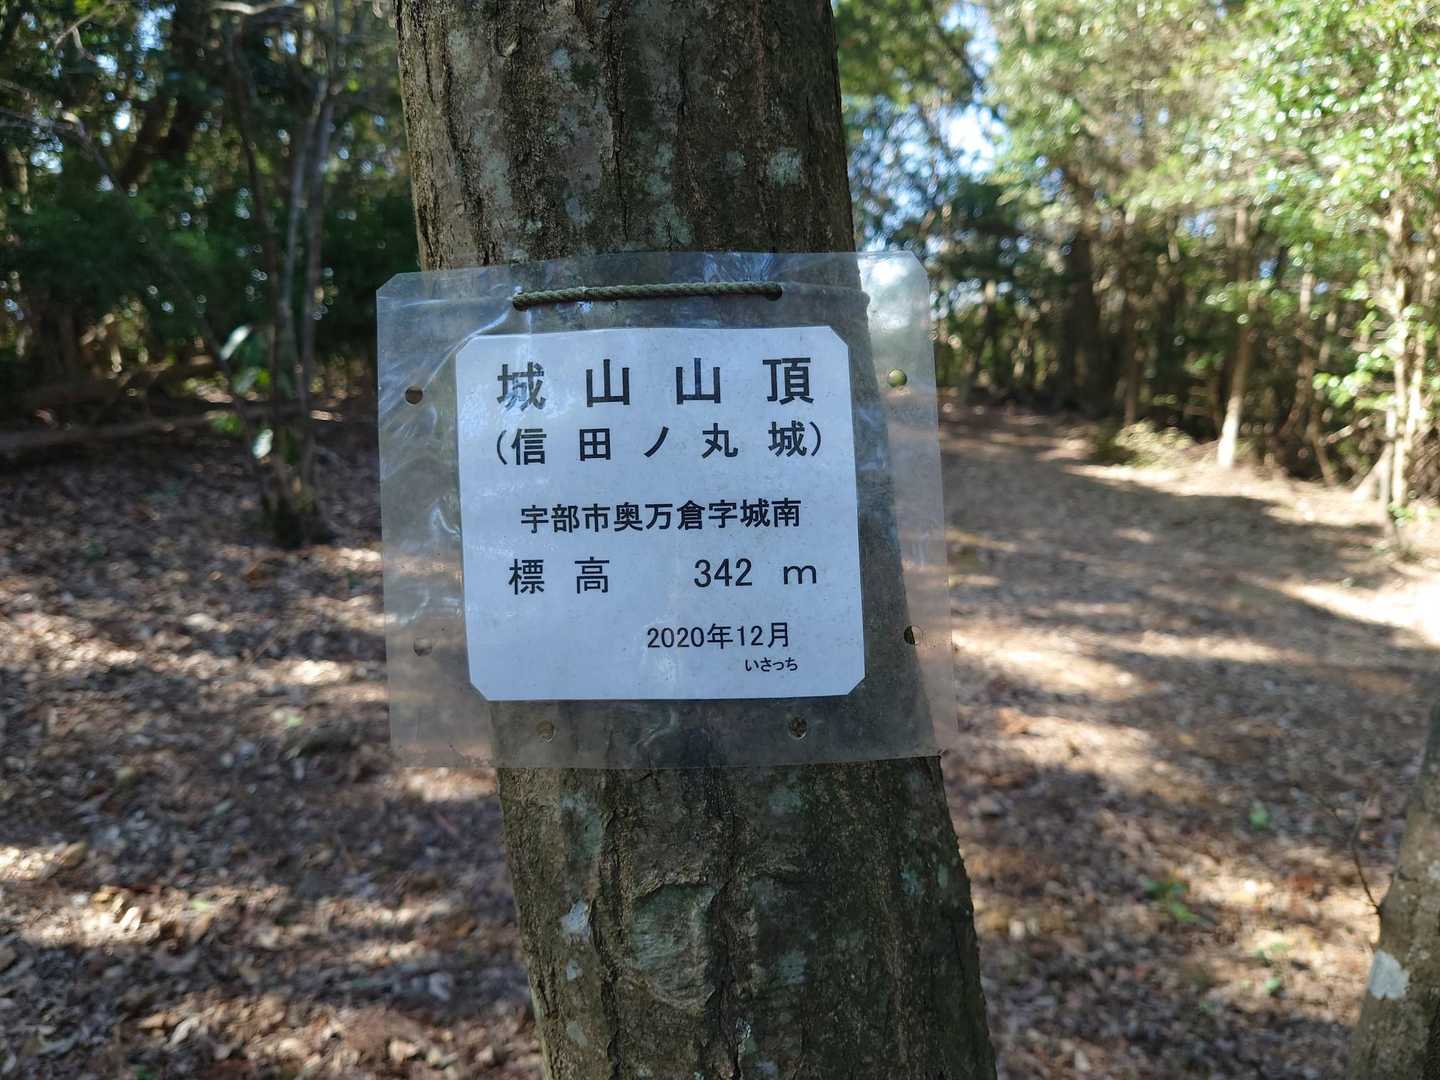 城山山頂
(信田ノ丸城)
宇部市奥万倉字城南
標高 342 m
2020年12月
いさっち